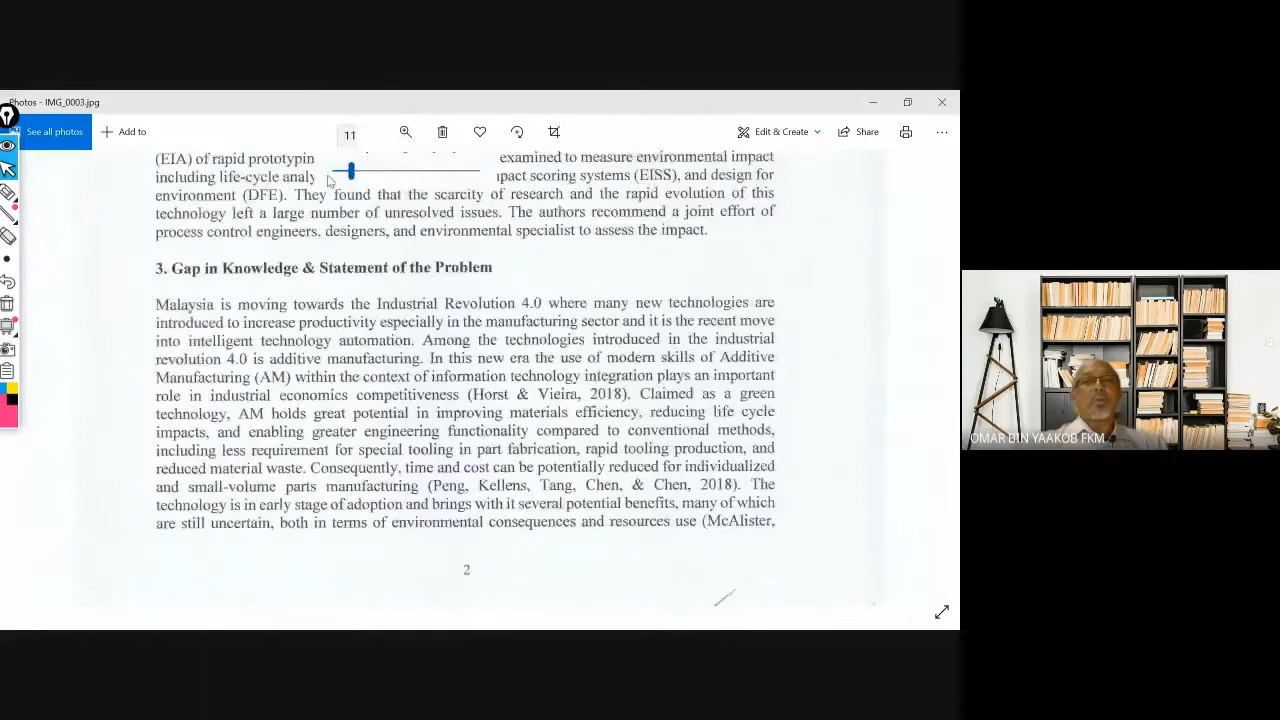 Photos - IMG_0003.jpg
See all photos
Add to
11
Edit & Create
Share
(EIA) of rapid prototypin examined to measure environmental impact
including life-cycle analy pact scoring systems (EISS), and design for
environment (DFE). They found that the scarcity of research and the rapid evolution of this
technology left a large number of unresolved issues. The authors recommend a joint effort of
process control engineers, designers, and environmental specialist to assess the impact.
3. Gap in Knowledge & Statement of the Problem
Malaysia is moving towards the Industrial Revolution 4.0 where many new technologies are
introduced to increase productivity especially in the manufacturing sector and it is the recent move
into intelligent technology automation. Among the technologies introduced in the industrial
revolution 4.0 is additive manufacturing. In this new era the use of modern skills of Additive
Manufacturing (AM) within the context of information technology integration plays an important
role in industrial economics competitiveness (Horst & Vieira, 2018). Claimed as a green
technology, AM holds great potential in improving materials efficiency, reducing life cycle
impacts, and enabling greater engineering functionality compared to conventional methods,
including less requirement for special tooling in part fabrication, rapid tooling production, and
reduced material waste. Consequently, time and cost can be potentially reduced for individualized
and small-volume parts manufacturing (Peng, Kellens, Tang, Chen, & Chen, 2018). The
technology is in early stage of adoption and brings with it several potential benefits, many of which
are still uncertain, both in terms of environmental consequences and resources use (McAlister,
2
OMAR BIN YAAKOB FKM